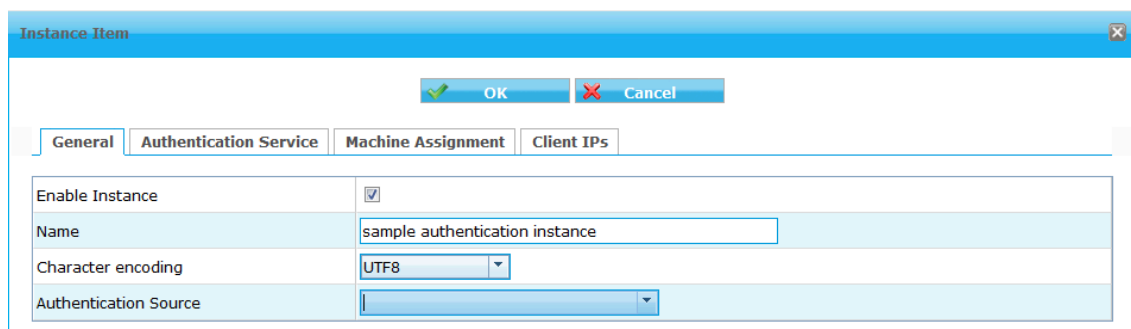 Instance Item
OK Cancel
General Authentication Service Machine Assignment Client IPs
Enable Instance
Name sample authentication instance
Character encoding UTF8
Authentication Source